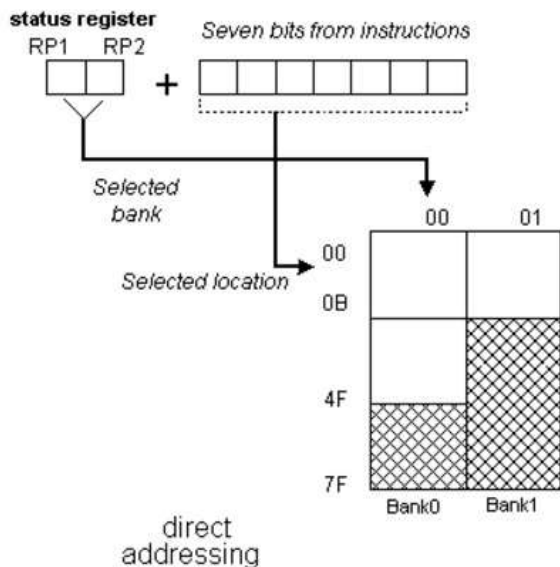 status register
RP1 RP2
Seven bits from instructions
+
Selected
bank
00 01
00
Selected location
0B
4F
7F
Bank0 Bank1
direct
addressing